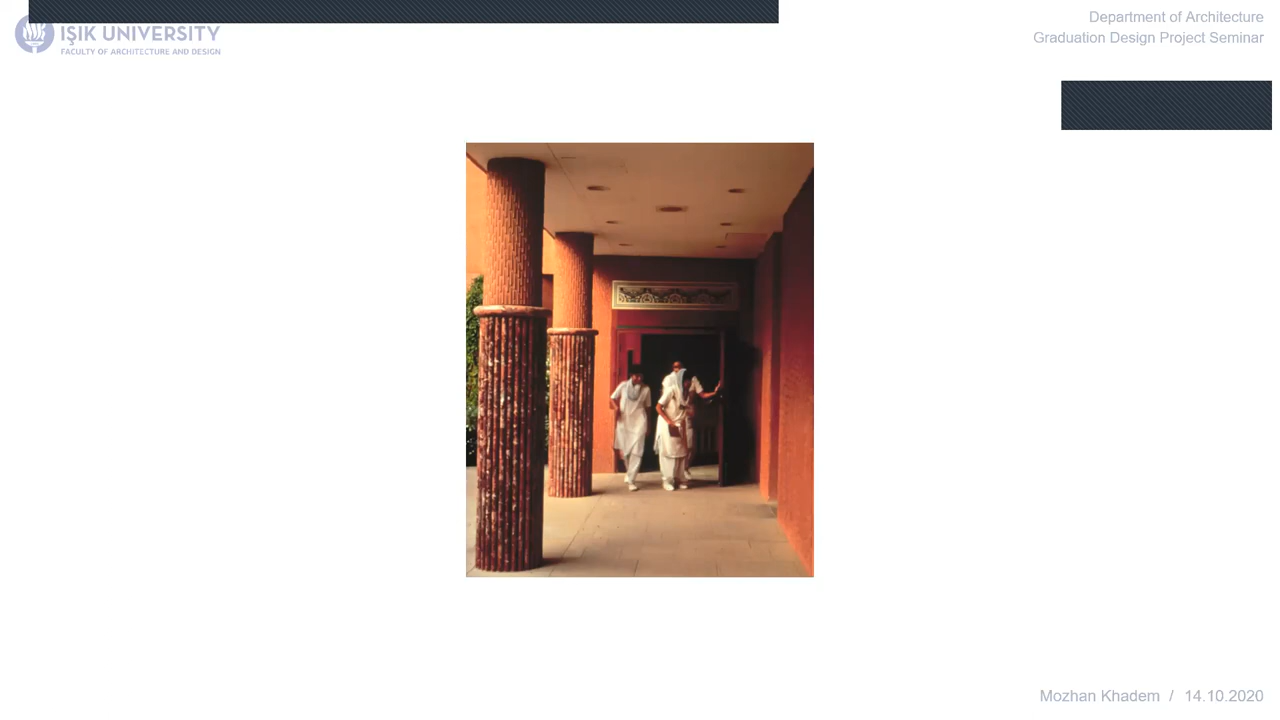 IŞIK UNIVERSITY
FACULTY OF ARCHITECTURE AND DESIGN
Department of Architecture
Graduation Design Project Seminar
Mozhan Khadem / 14.10.2020